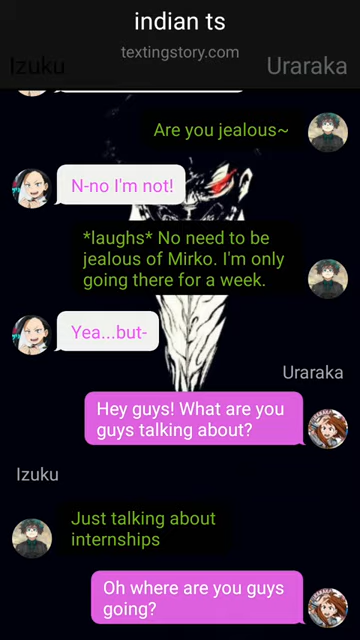 indian ts
textingstory.com
Izuku
Uraraka
Are you jealous~
N-no I'm not!
*laughs* No need to be
jealous of Mirko. I'm only
going there for a week.
Yea...but-
Uraraka
Hey guys! What are you
guys talking about?
Izuku
Just talking about
internships
Oh where are you guys
going?